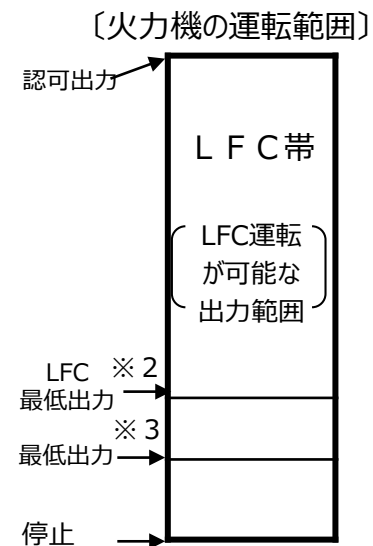 〔火力機の運転範囲〕
認可出力
ＬＦＣ帯
LFC運転
が可能な
出力範囲
※２
LFC
最低出力
※３
最低出力
停止